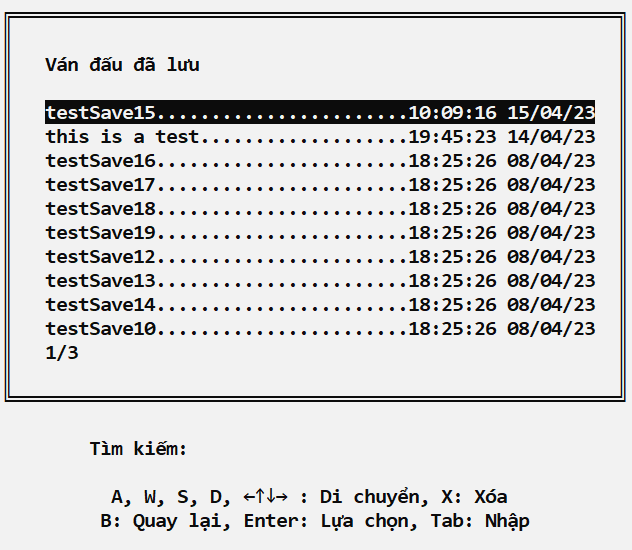 Ván đấu đã lưu
testSave15.......................10:09:16 15/04/23
this is a test...................19:45:23 14/04/23
testSave16.......................18:25:26 08/04/23
testSave17.......................18:25:26 08/04/23
testSave18.......................18:25:26 08/04/23
testSave19.......................18:25:26 08/04/23
testSave12.......................18:25:26 08/04/23
testSave13.......................18:25:26 08/04/23
testSave14.......................18:25:26 08/04/23
testSave10.......................18:25:26 08/04/23
1/3
Tìm kiếm:
A, W, S, D, ←↑↓→ : Di chuyển, X: Xóa
B: Quay lại, Enter: Lựa chọn, Tab: Nhập